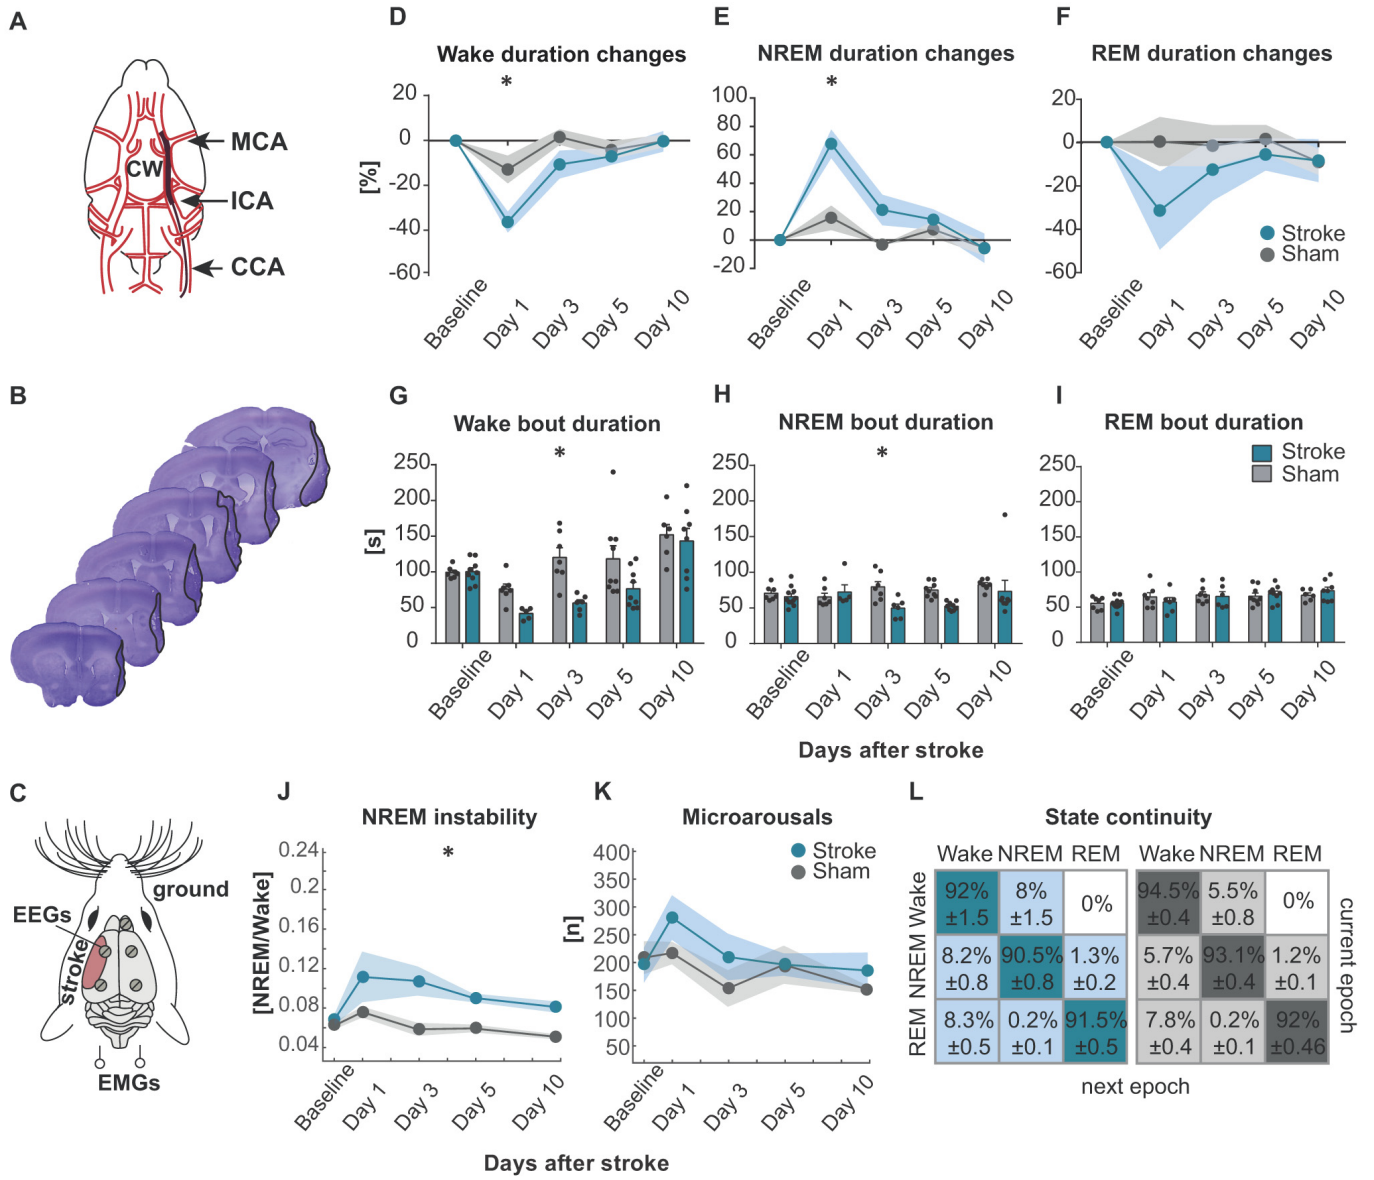 A
MCA
CW
ICA
CCA
D
Wake duration changes
*
[%]
20
0
-20
-40
-60
Baseline
Day 1
Day 3
Day 5
Day 10
E
NREM duration changes
*
100
80
60
40
20
0
-20
Baseline
Day 1
Day 3
Day 5
Day 10
F
REM duration changes
20
0
-20
-40
-60
Stroke
Sham
Baseline
Day 1
Day 3
Day 5
Day 10
B
G
Wake bout duration
*
[s]
250
200
150
100
50
0
Baseline
Day 1
Day 3
Day 5
Day 10
H
NREM bout duration
*
250
200
150
100
50
0
Baseline
Day 1
Day 3
Day 5
Day 10
I
REM bout duration
Stroke
Sham
250
200
150
100
50
0
Baseline
Day 1
Day 3
Day 5
Day 10
Days after stroke
C
ground
EEGs
stroke
EMGs
J
NREM instability
*
[NREM/Wake]
0.24
0.2
0.16
0.12
0.08
0.04
Baseline
Day 1
Day 3
Day 5
Day 10
K
Microarousals
Stroke
Sham
[n]
400
350
300
250
200
150
100
50
Baseline
Day 1
Day 3
Day 5
Day 10
Days after stroke
L
State continuity
Wake NREM REM Wake NREM REM
Wake
92% 8% 0% 94.5% 5.5% 0%
±1.5 ±1.5 ±0.4 ±0.8
NREM
8.2% 90.5% 1.3% 5.7% 93.1% 1.2%
±0.8 ±0.8 ±0.2 ±0.4 ±0.4 ±0.1
REM
8.3% 0.2% 91.5% 7.8% 0.2% 92%
±0.5 ±0.1 ±0.5 ±0.4 ±0.1 ±0.46
current epoch
next epoch